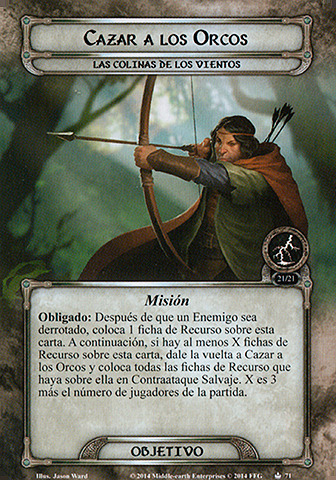 Cazar a los Orcos
LAS COLINAS DE LOS VIENTOS
21/21
Misión
Obligado: Después de que un Enemigo sea
derrotado, coloca 1 ficha de Recurso sobre esta
carta. A continuación, si hay al menos X fichas de
Recurso sobre esta carta, dale la vuelta a Cazar a
los Orcos y coloca todas las fichas de Recurso que
haya sobre ella en Contraataque Salvaje. X es 3
más el número de jugadores de la partida.
OBJETIVO
Illus. Jason Ward ©2014 Middle-earth Enterprises © 2014 FFG 71